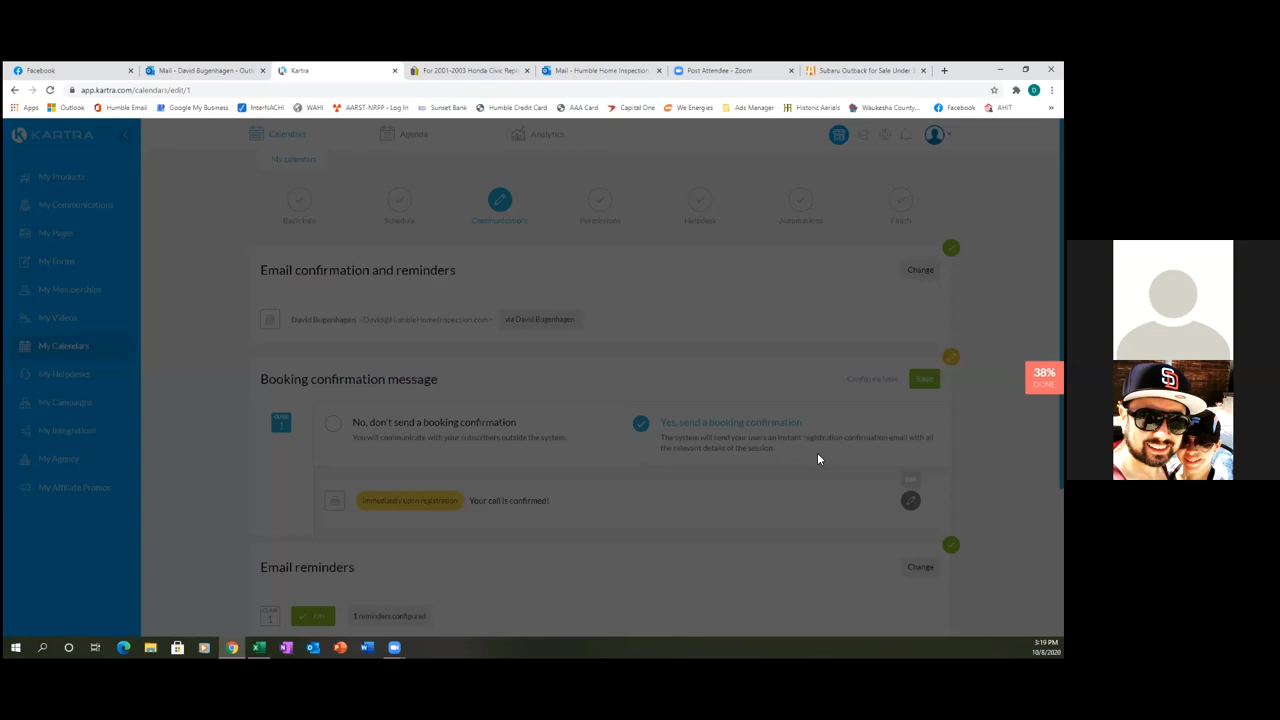 Facebook
Mail - David Bugenhagen - Outlo
Kartra
For 2001-2003 Honda Civic Repl
Mail - Humble Home Inspection
Post Attendee - Zoom
Subaru Outback for Sale Under
app.kartra.com/calendars/edit/1
Apps
Outlook
Humble Email
Google My Business
InterNACHI
WAHI
AARST-NRPP - Log In
Sunset Bank
Humble Credit Card
AAA Card
Capital One
We Energies
Ad Manager
Historic Aerials
Waukesha County...
Facebook
AHIT
KARTRA
Calendars
Agenda
Analytics
My calendars
My Products
My Communications
My Pages
My Forms
My Memberships
My Videos
My Calendars
My Helpdesks
My Campaigns
My Integrations
My Agency
My Affiliate Promos
Basic Info
Schedule
Communications
Permissions
Helpdesk
Automations
Finish
Email confirmation and reminders
Change
David Bugenhagen <David@HumbleHomeInspection.com>
via David Bugenhagen
Booking confirmation message
Configure later
Save
1
No, don't send a booking confirmation
You will communicate with your subscribers outside the system.
Yes, send a booking confirmation
The system will send your users an instant registration confirmation email with all
the relevant details of the session.
Edit
Immediately upon registration
Your call is confirmed!
Email reminders
Change
1
1 reminders configured
38%
DONE
3:19 PM
10/8/2020